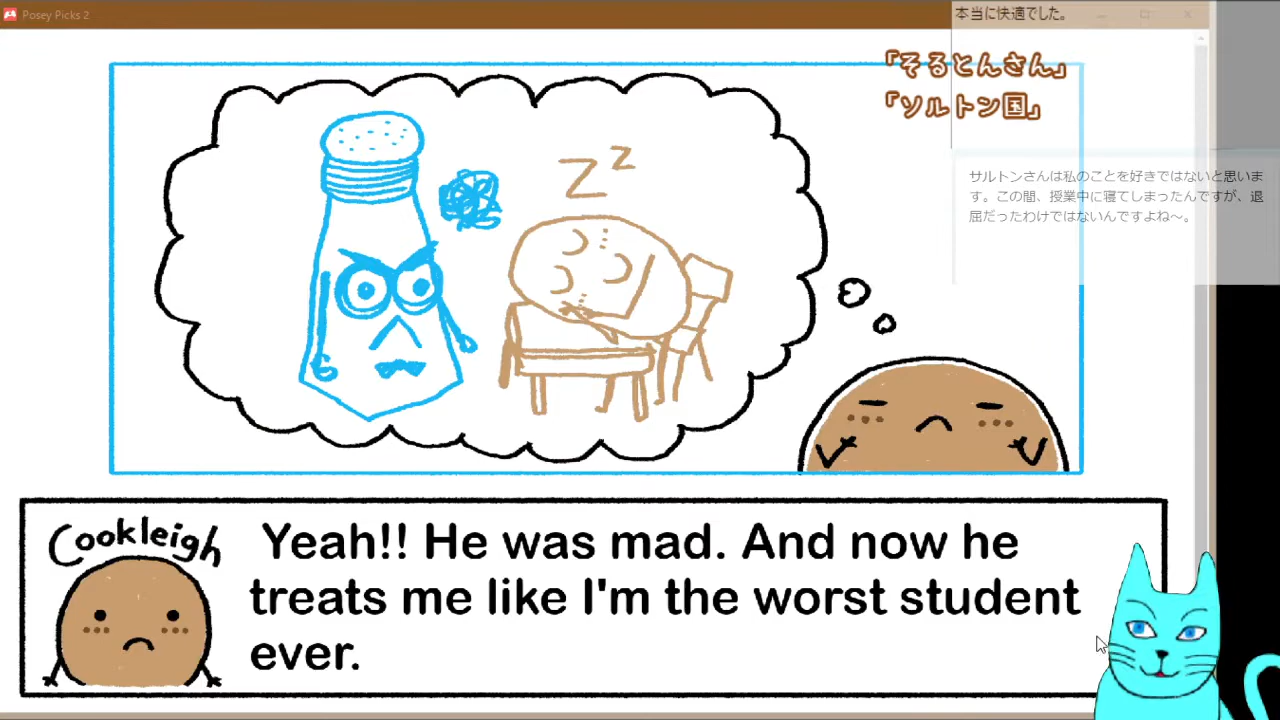 Posey Picks 2
本当に快適でした。
「そるとんさん」
「ソルトン国」
サルトンさんは私のことを好きではないと思いま
す。この間、授業中に寝てしまったんですが、退
屈だったわけではないんですよね～。
Z Z
Cookleigh
Yeah!! He was mad. And now he
treats me like I'm the worst student
ever.